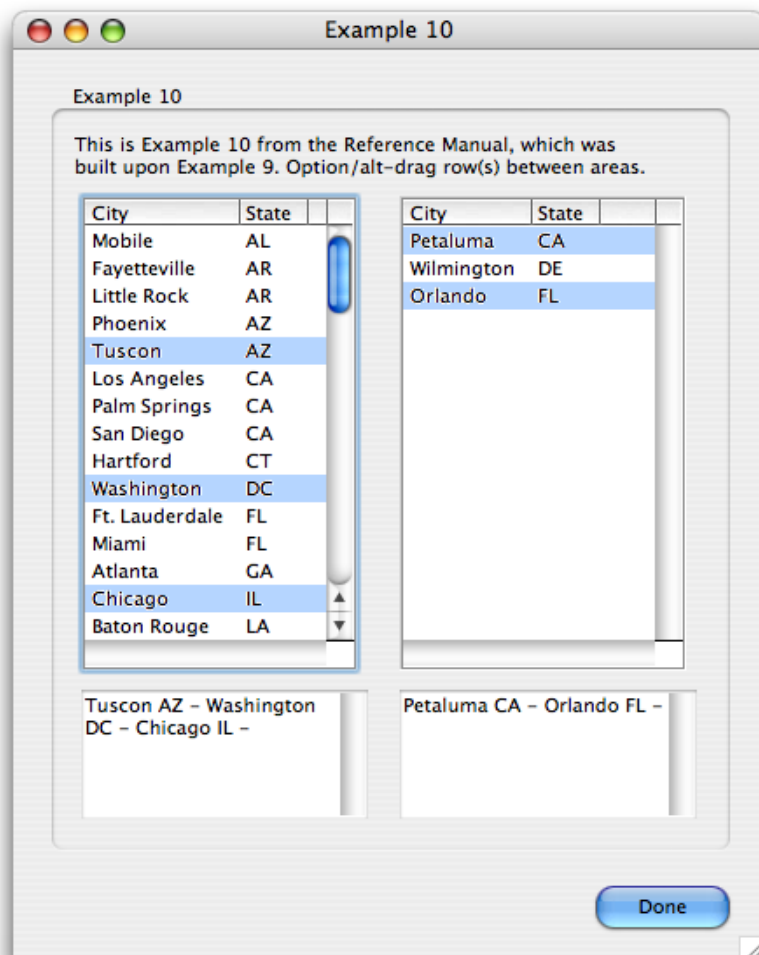 Example 10
Example 10
This is Example 10 from the Reference Manual, which was
built upon Example 9. Option/alt-drag row(s) between areas.
City State
Mobile AL
Fayetteville AR
Little Rock AR
Phoenix AZ
Tuscon AZ
Los Angeles CA
Palm Springs CA
San Diego CA
Hartford CT
Washington DC
Ft. Lauderdale FL
Miami FL
Atlanta GA
Chicago IL
Baton Rouge LA
City State
Petaluma CA
Wilmington DE
Orlando FL
Tuscon AZ - Washington
DC - Chicago IL -
Petaluma CA - Orlando FL -
Done